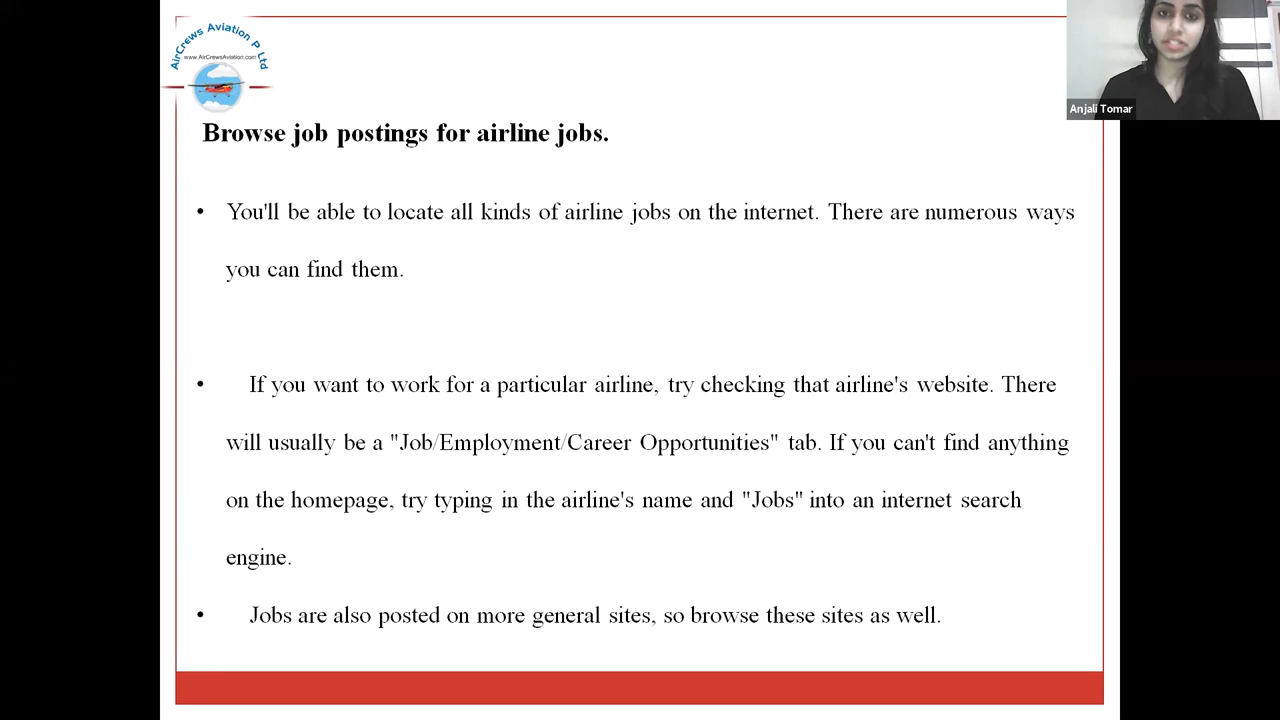 AirCrews Aviation P Ltd
www.AirCrewsAviation.com
Anjali Tomar
Browse job postings for airline jobs.
• You'll be able to locate all kinds of airline jobs on the internet. There are numerous ways
you can find them.
• If you want to work for a particular airline, try checking that airline's website. There
will usually be a "Job/Employment/Career Opportunities" tab. If you can't find anything
on the homepage, try typing in the airline's name and "Jobs" into an internet search
engine.
• Jobs are also posted on more general sites, so browse these sites as well.